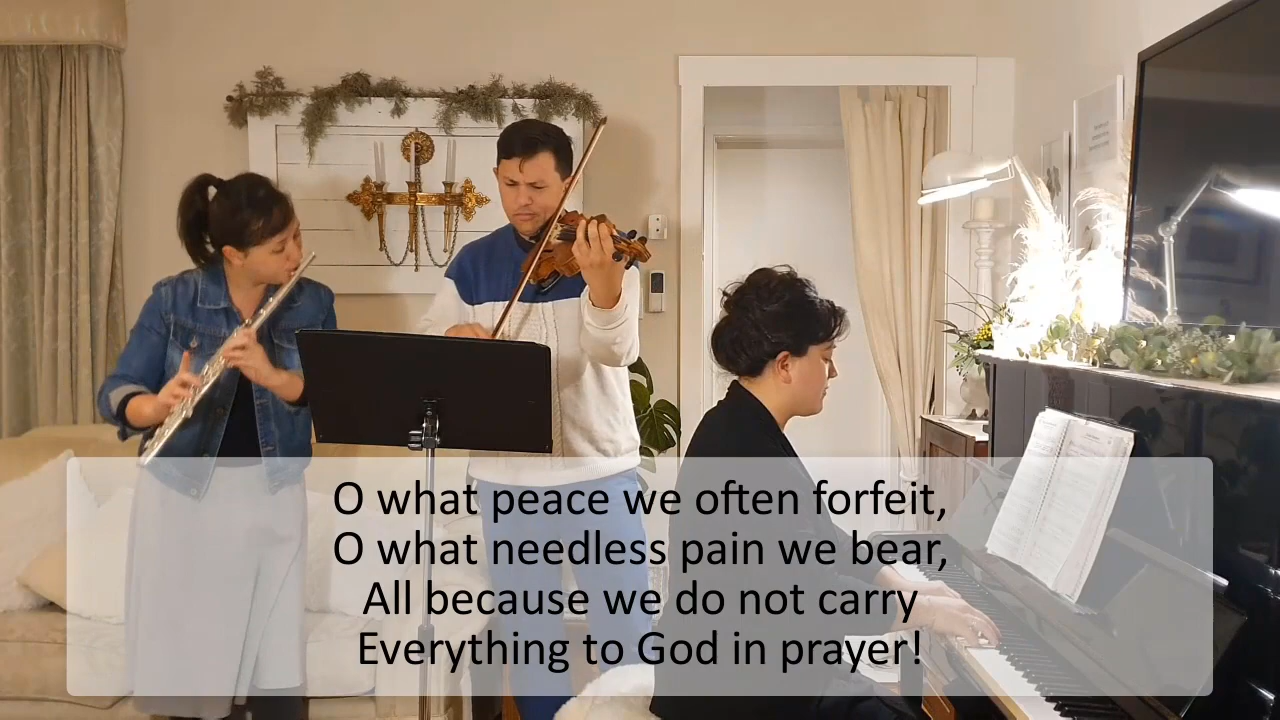 O what peace we often forfeit,
O what needless pain we bear,
All because we do not carry
Everything to God in prayer!